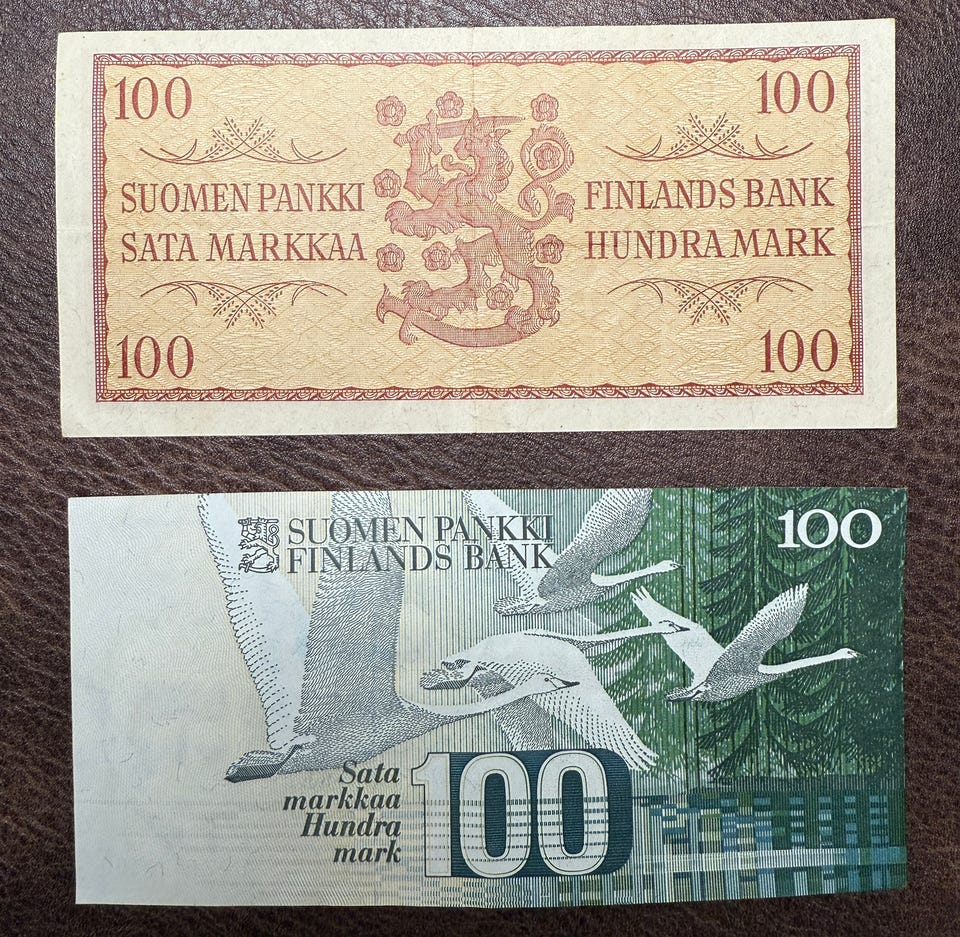 100 100
SUOMEN PANKKI FINLANDS BANK
SATA MARKKAA HUNDRA MARK
100 100
SUOMEN PANKKI
FINLANDS BANK
100
Sata
markkaa
Hundra
mark
100